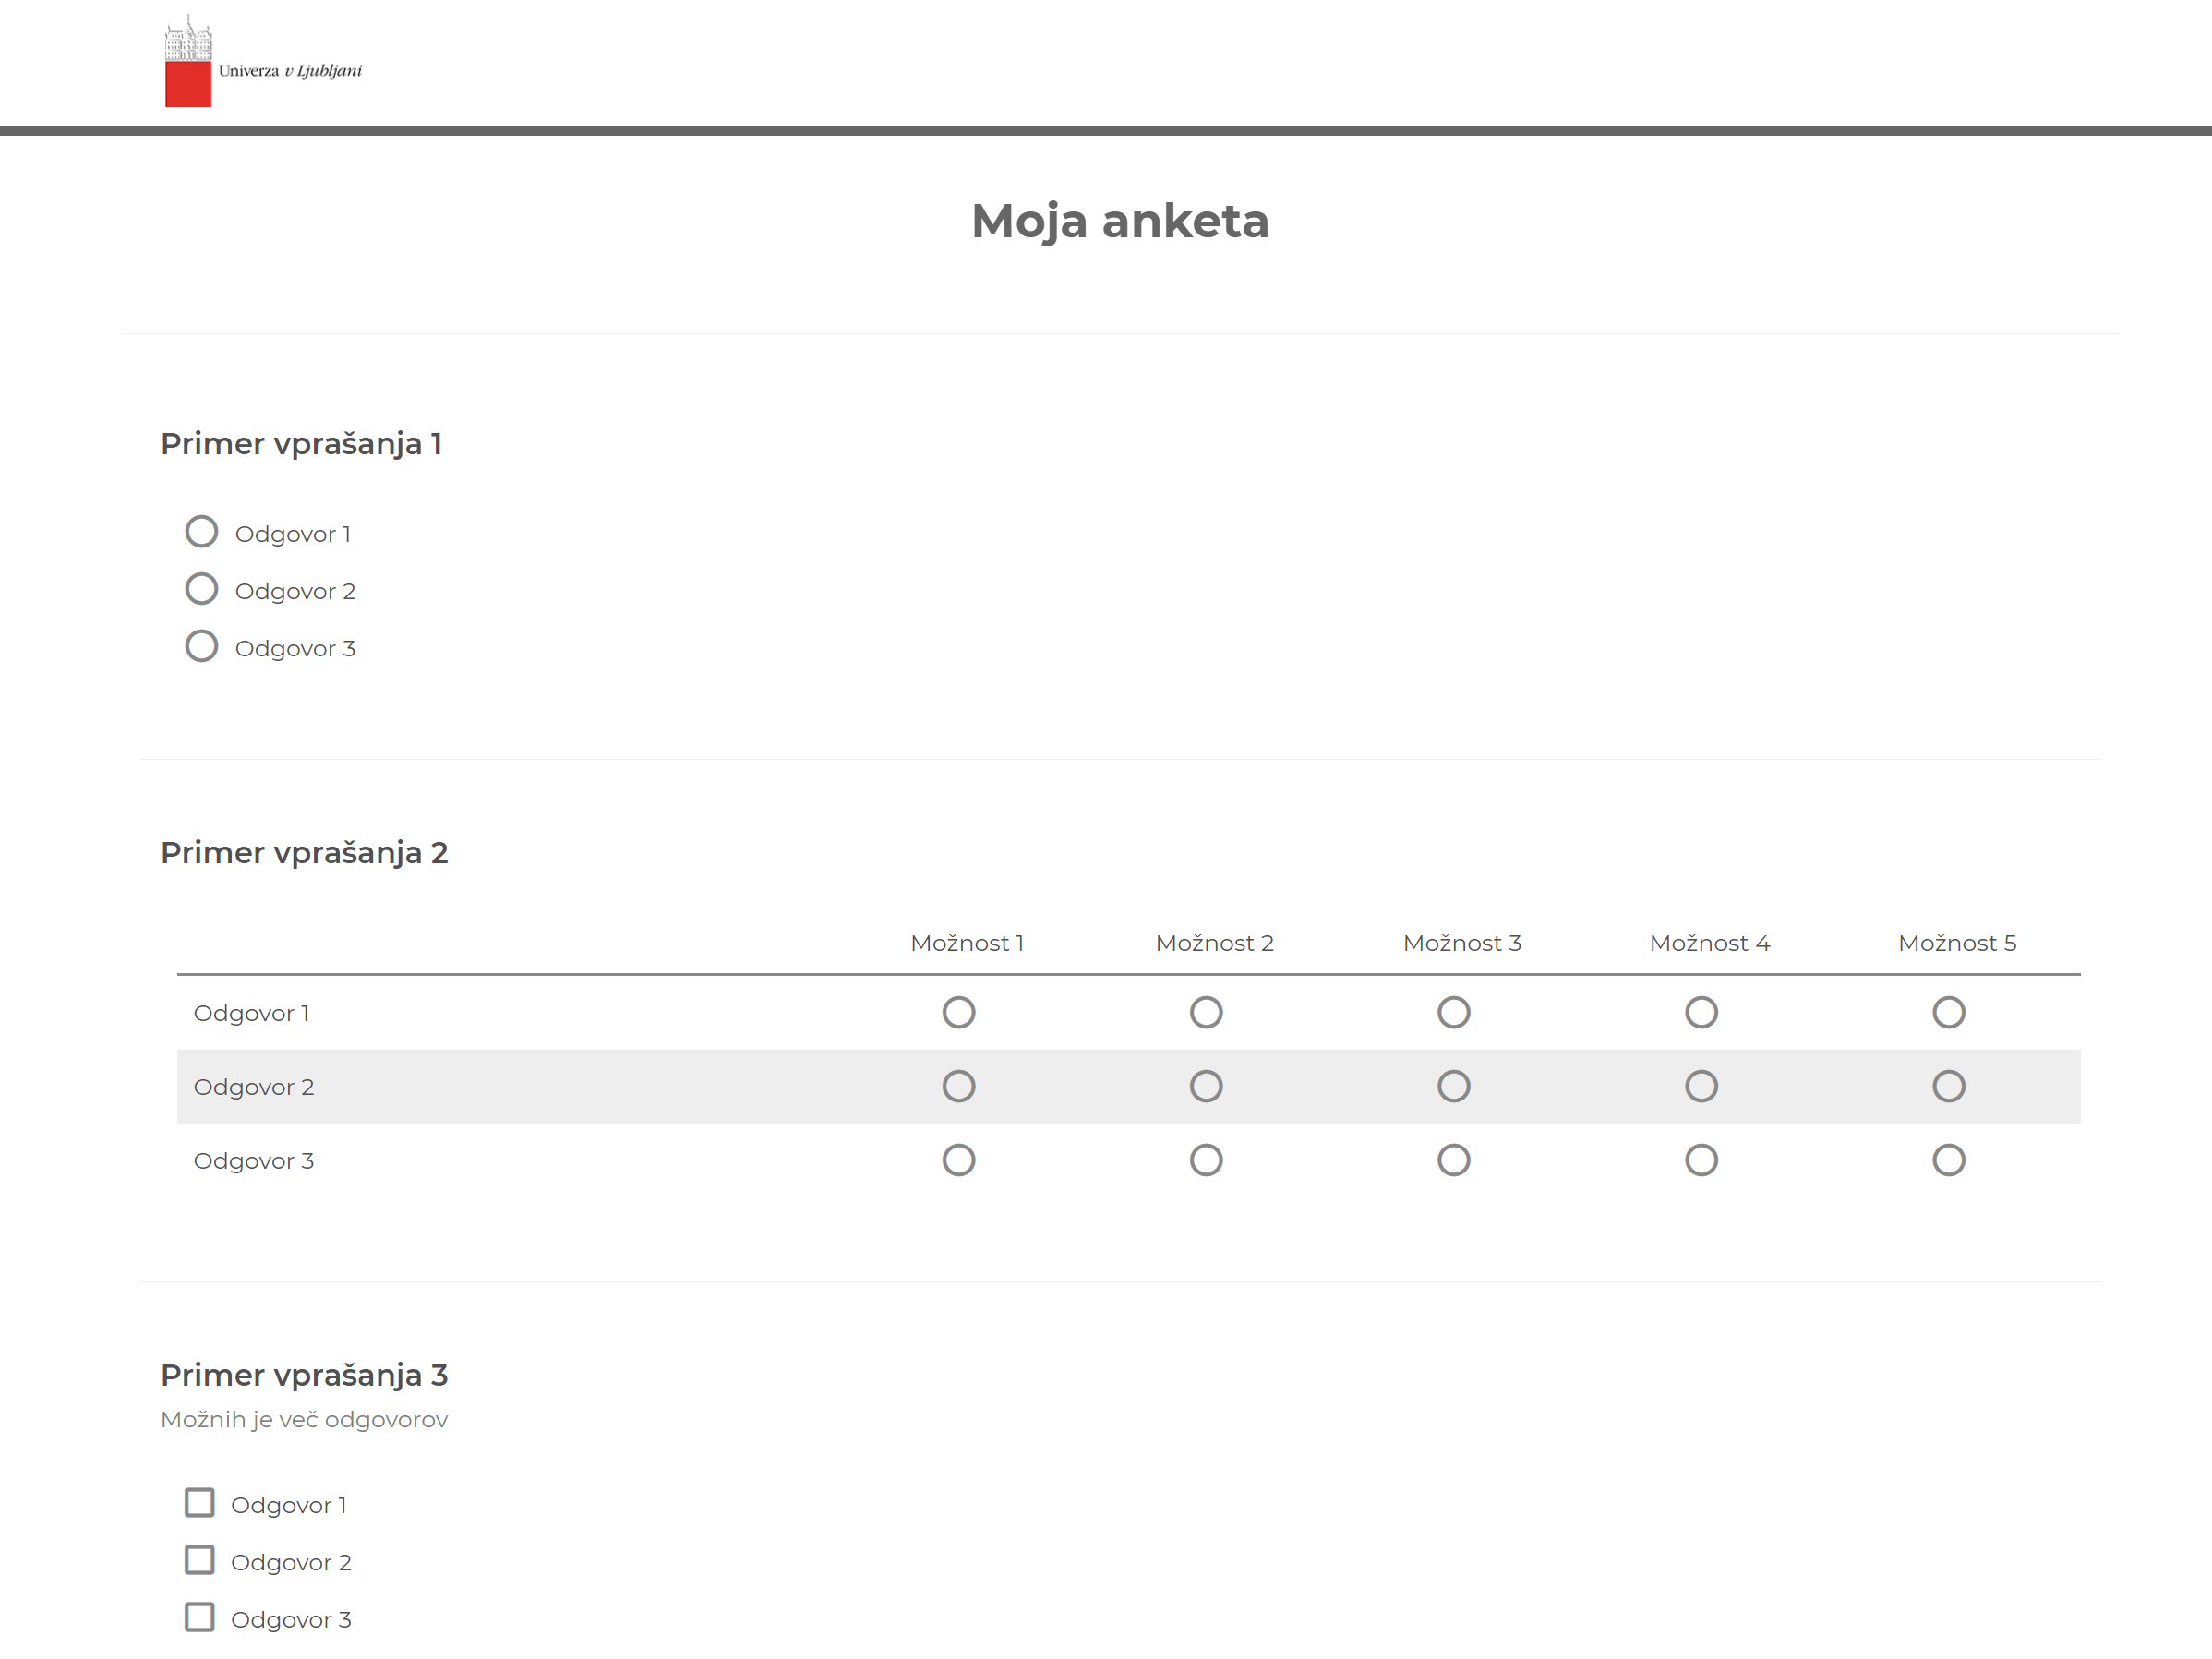 Univerza v Ljubljani
Moja anketa
Primer vprašanja 1
Odgovor 1
Odgovor 2
Odgovor 3
Primer vprašanja 2
Možnost 1 Možnost 2 Možnost 3 Možnost 4 Možnost 5
Odgovor 1
Odgovor 2
Odgovor 3
Primer vprašanja 3
Možnih je več odgovorov
Odgovor 1
Odgovor 2
Odgovor 3